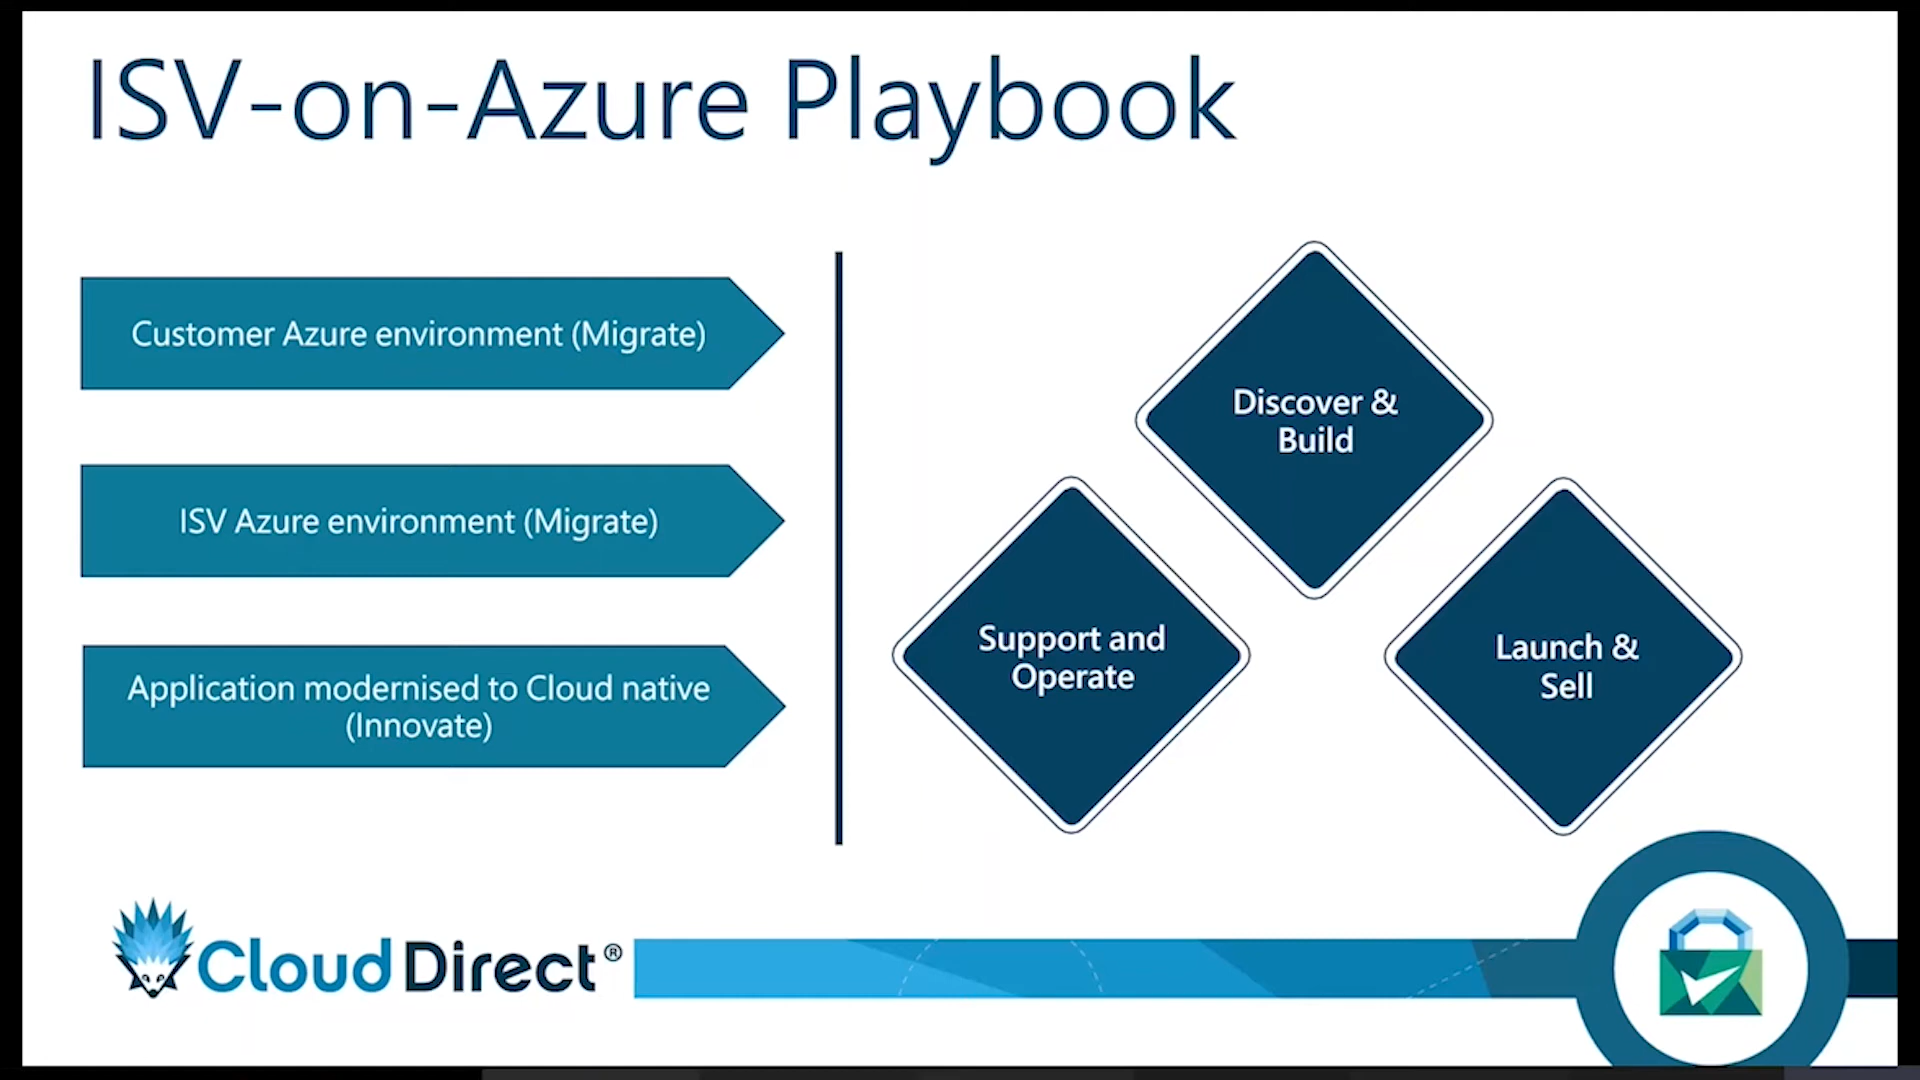 ISV-on-Azure Playbook
Customer Azure environment (Migrate)
ISV Azure environment (Migrate)
Application modernised to Cloud native
(Innovate)
Discover &
Build
Support and
Operate
Launch &
Sell
Cloud Direct®